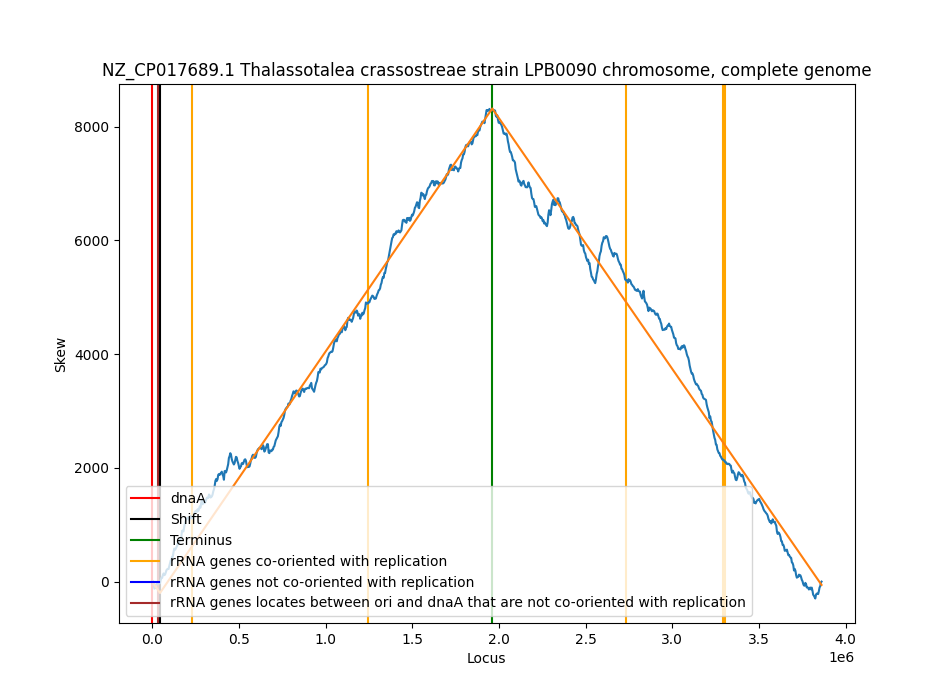 NZ_CP017689.1 Thalassotalea crassostreae strain LPB0090 chromosome, complete genome
Skew
8000
6000
4000
2000
0
dnaA
Shift
Terminus
rRNA genes co-oriented with replication
rRNA genes not co-oriented with replication
rRNA genes locates between ori and dnaA that are not co-oriented with replication
0.0 0.5 1.0 1.5 2.0 2.5 3.0 3.5 4.0
1e6
Locus